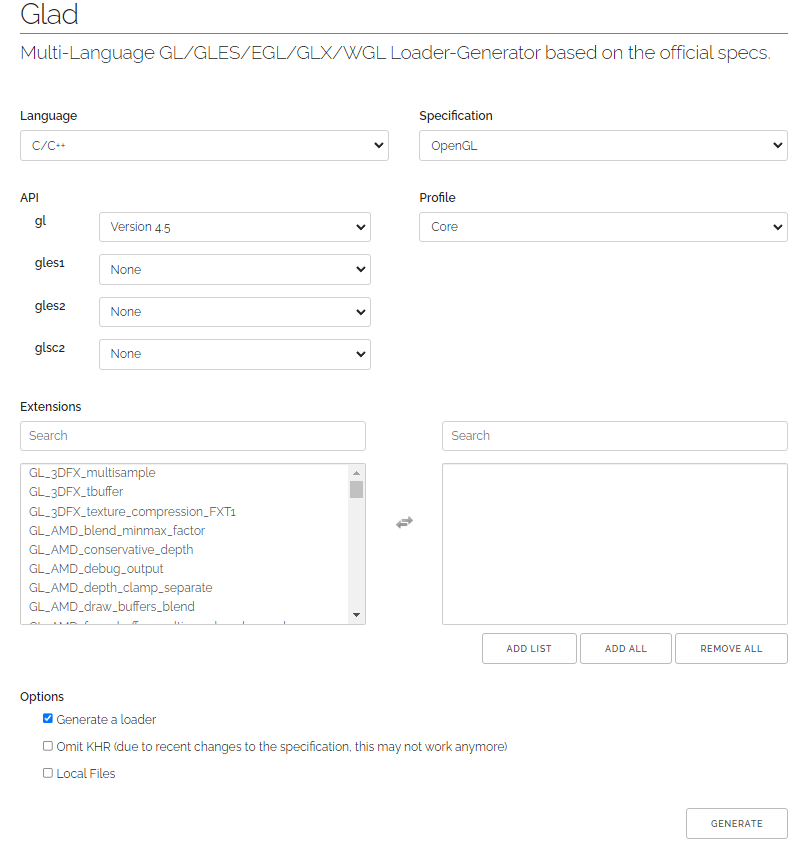 Glad
Multi-Language GL/GLES/EGL/GLX/WGL Loader-Generator based on the official specs.
Language
Specification
C/C++
OpenGL
API
Profile
gl
Version 4.5
Core
gles1
None
gles2
None
glsc2
None
Extensions
Search
Search
GL_3DFX_multisample
GL_3DFX_tbuffer
GL_3DFX_texture_compression_FXT1
GL_AMD_blend_minmax_factor
GL_AMD_conservative_depth
GL_AMD_debug_output
GL_AMD_depth_clamp_separate
GL_AMD_draw_buffers_blend
ADD LIST
ADD ALL
REMOVE ALL
Options
Generate a loader
Omit KHR (due to recent changes to the specification, this may not work anymore)
Local Files
GENERATE